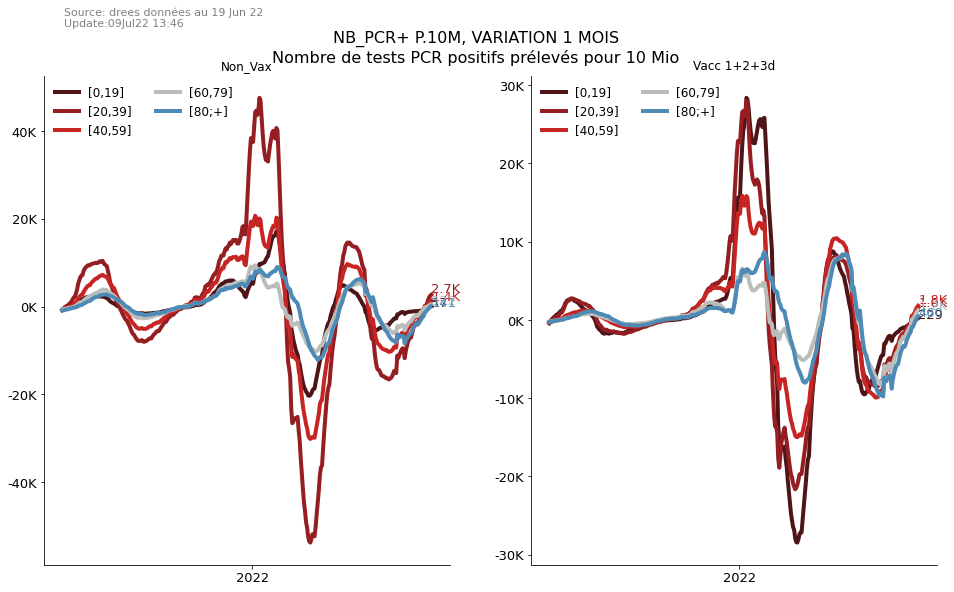 Source: drees données au 19 Jun 22
Update:09Jul22 13:46
NB_PCR+ P.10M, VARIATION 1 MOIS
Nombre de tests PCR positifs prélevés pour 10 Mio
Non_Vax
[0,19]
[20,39]
[40,59]
[60,79]
[80;+]
40K
20K
0K
-20K
-40K
2.7K
2022
Vacc 1+2+3d
[0,19]
[20,39]
[40,59]
[60,79]
[80;+]
30K
20K
10K
0K
-10K
-20K
-30K
1.8K
229
2022